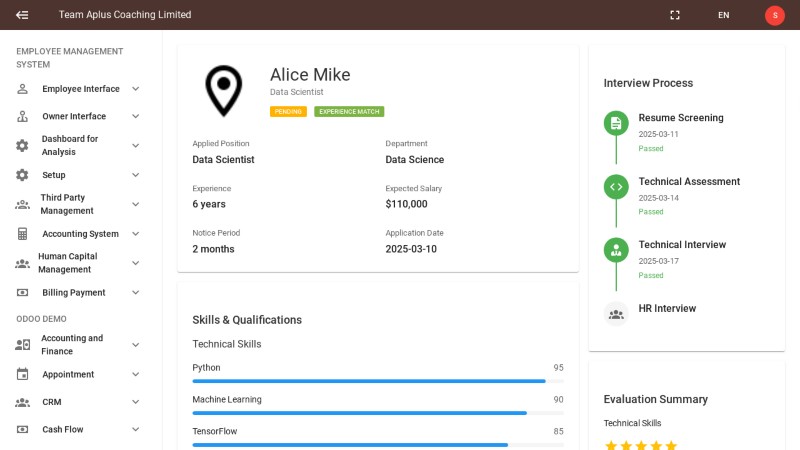 Team Aplus Coaching Limited
EN
S
EMPLOYEE MANAGEMENT
SYSTEM
Employee Interface
Owner Interface
Dashboard for
Analysis
Setup
Third Party
Management
Accounting System
Human Capital
Management
Billing Payment
ODOO DEMO
Accounting and
Finance
Appointment
CRM
Cash Flow
Alice Mike
Data Scientist
PENDING
EXPERIENCE MATCH
Applied Position
Data Scientist
Department
Data Science
Experience
6 years
Expected Salary
$110,000
Notice Period
2 months
Application Date
2025-03-10
Skills & Qualifications
Technical Skills
Python
95
Machine Learning
90
TensorFlow
85
Interview Process
Resume Screening
2025-03-11
Passed
Technical Assessment
2025-03-14
Passed
Technical Interview
2025-03-17
Passed
HR Interview
Evaluation Summary
Technical Skills